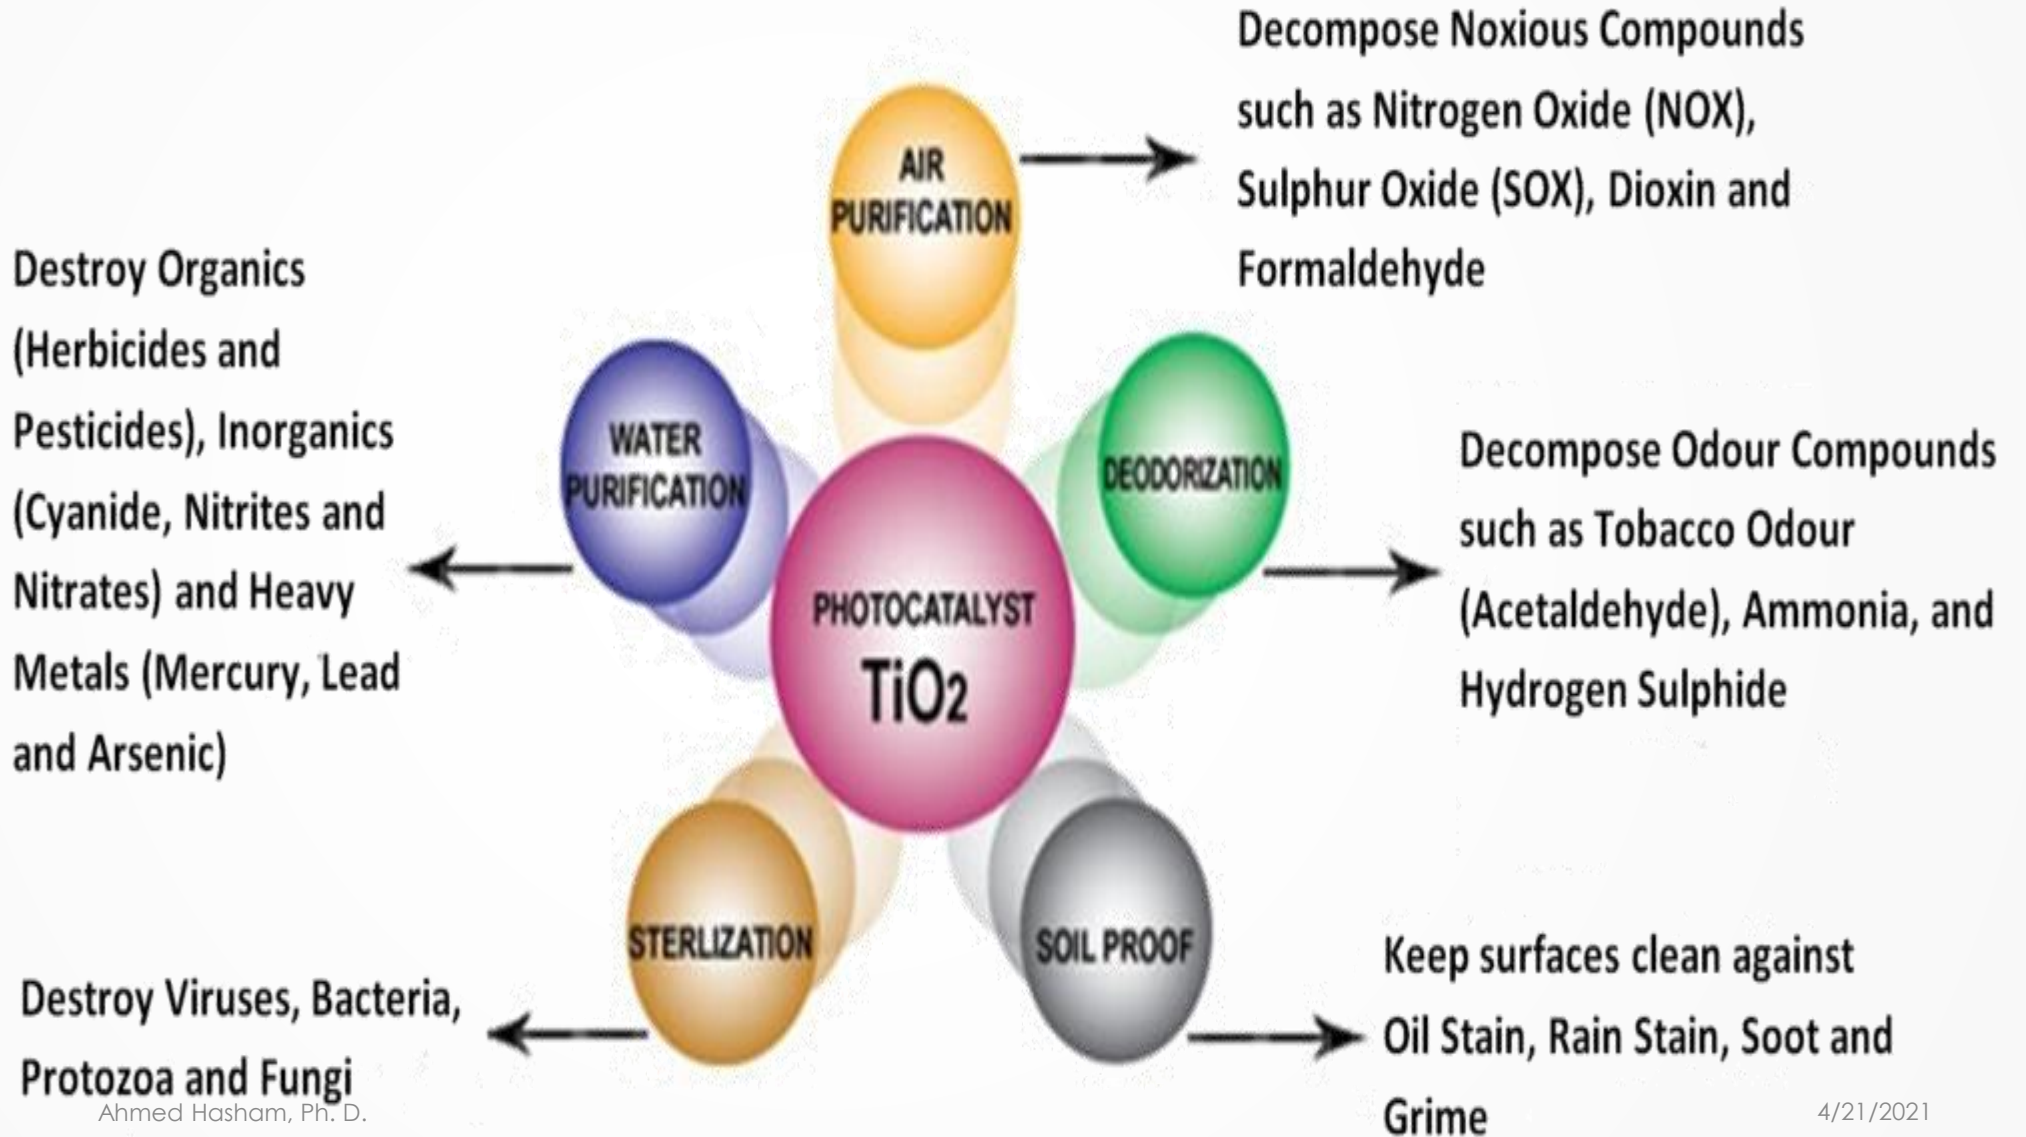 Decompose Noxious Compounds
such as Nitrogen Oxide (NOX),
Sulphur Oxide (SOX), Dioxin and
Formaldehyde
AIR
PURIFICATION
Destroy Organics
(Herbicides and
Pesticides), Inorganics
(Cyanide, Nitrites and
Nitrates) and Heavy
Metals (Mercury, Lead
and Arsenic)
WATER
PURIFICATION
DEODORIZATION
Decompose Odour Compounds
such as Tobacco Odour
(Acetaldehyde), Ammonia, and
Hydrogen Sulphide
PHOTOCATALYST
TiO2
STERLIZATION
SOIL PROOF
Destroy Viruses, Bacteria,
Protozoa and Fungi
Keep surfaces clean against
Oil Stain, Rain Stain, Soot and
Grime
Ahmed Hasham, Ph. D.
4/21/2021